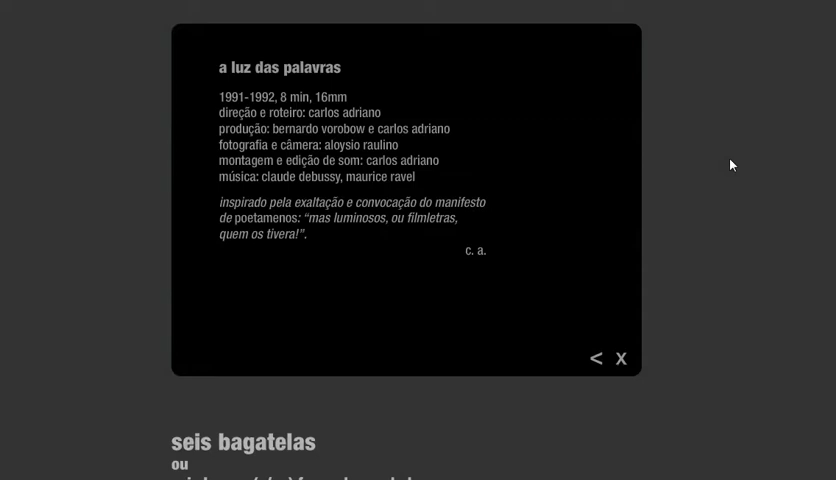 a luz das palavras
1991-1992, 8 min, 16mm
direção e roteiro: carlos adriano
produção: bernardo vorobow e carlos adriano
fotografia e câmera: aloysio raulino
montagem e edição de som: carlos adriano
música: claude debussy, maurice ravel
inspirado pela exaltação e convocação do manifesto
de poetamenos: “mas luminosos, ou filmletras,
quem os tivera!”.
c. a.
< X
seis bagatelas
ou